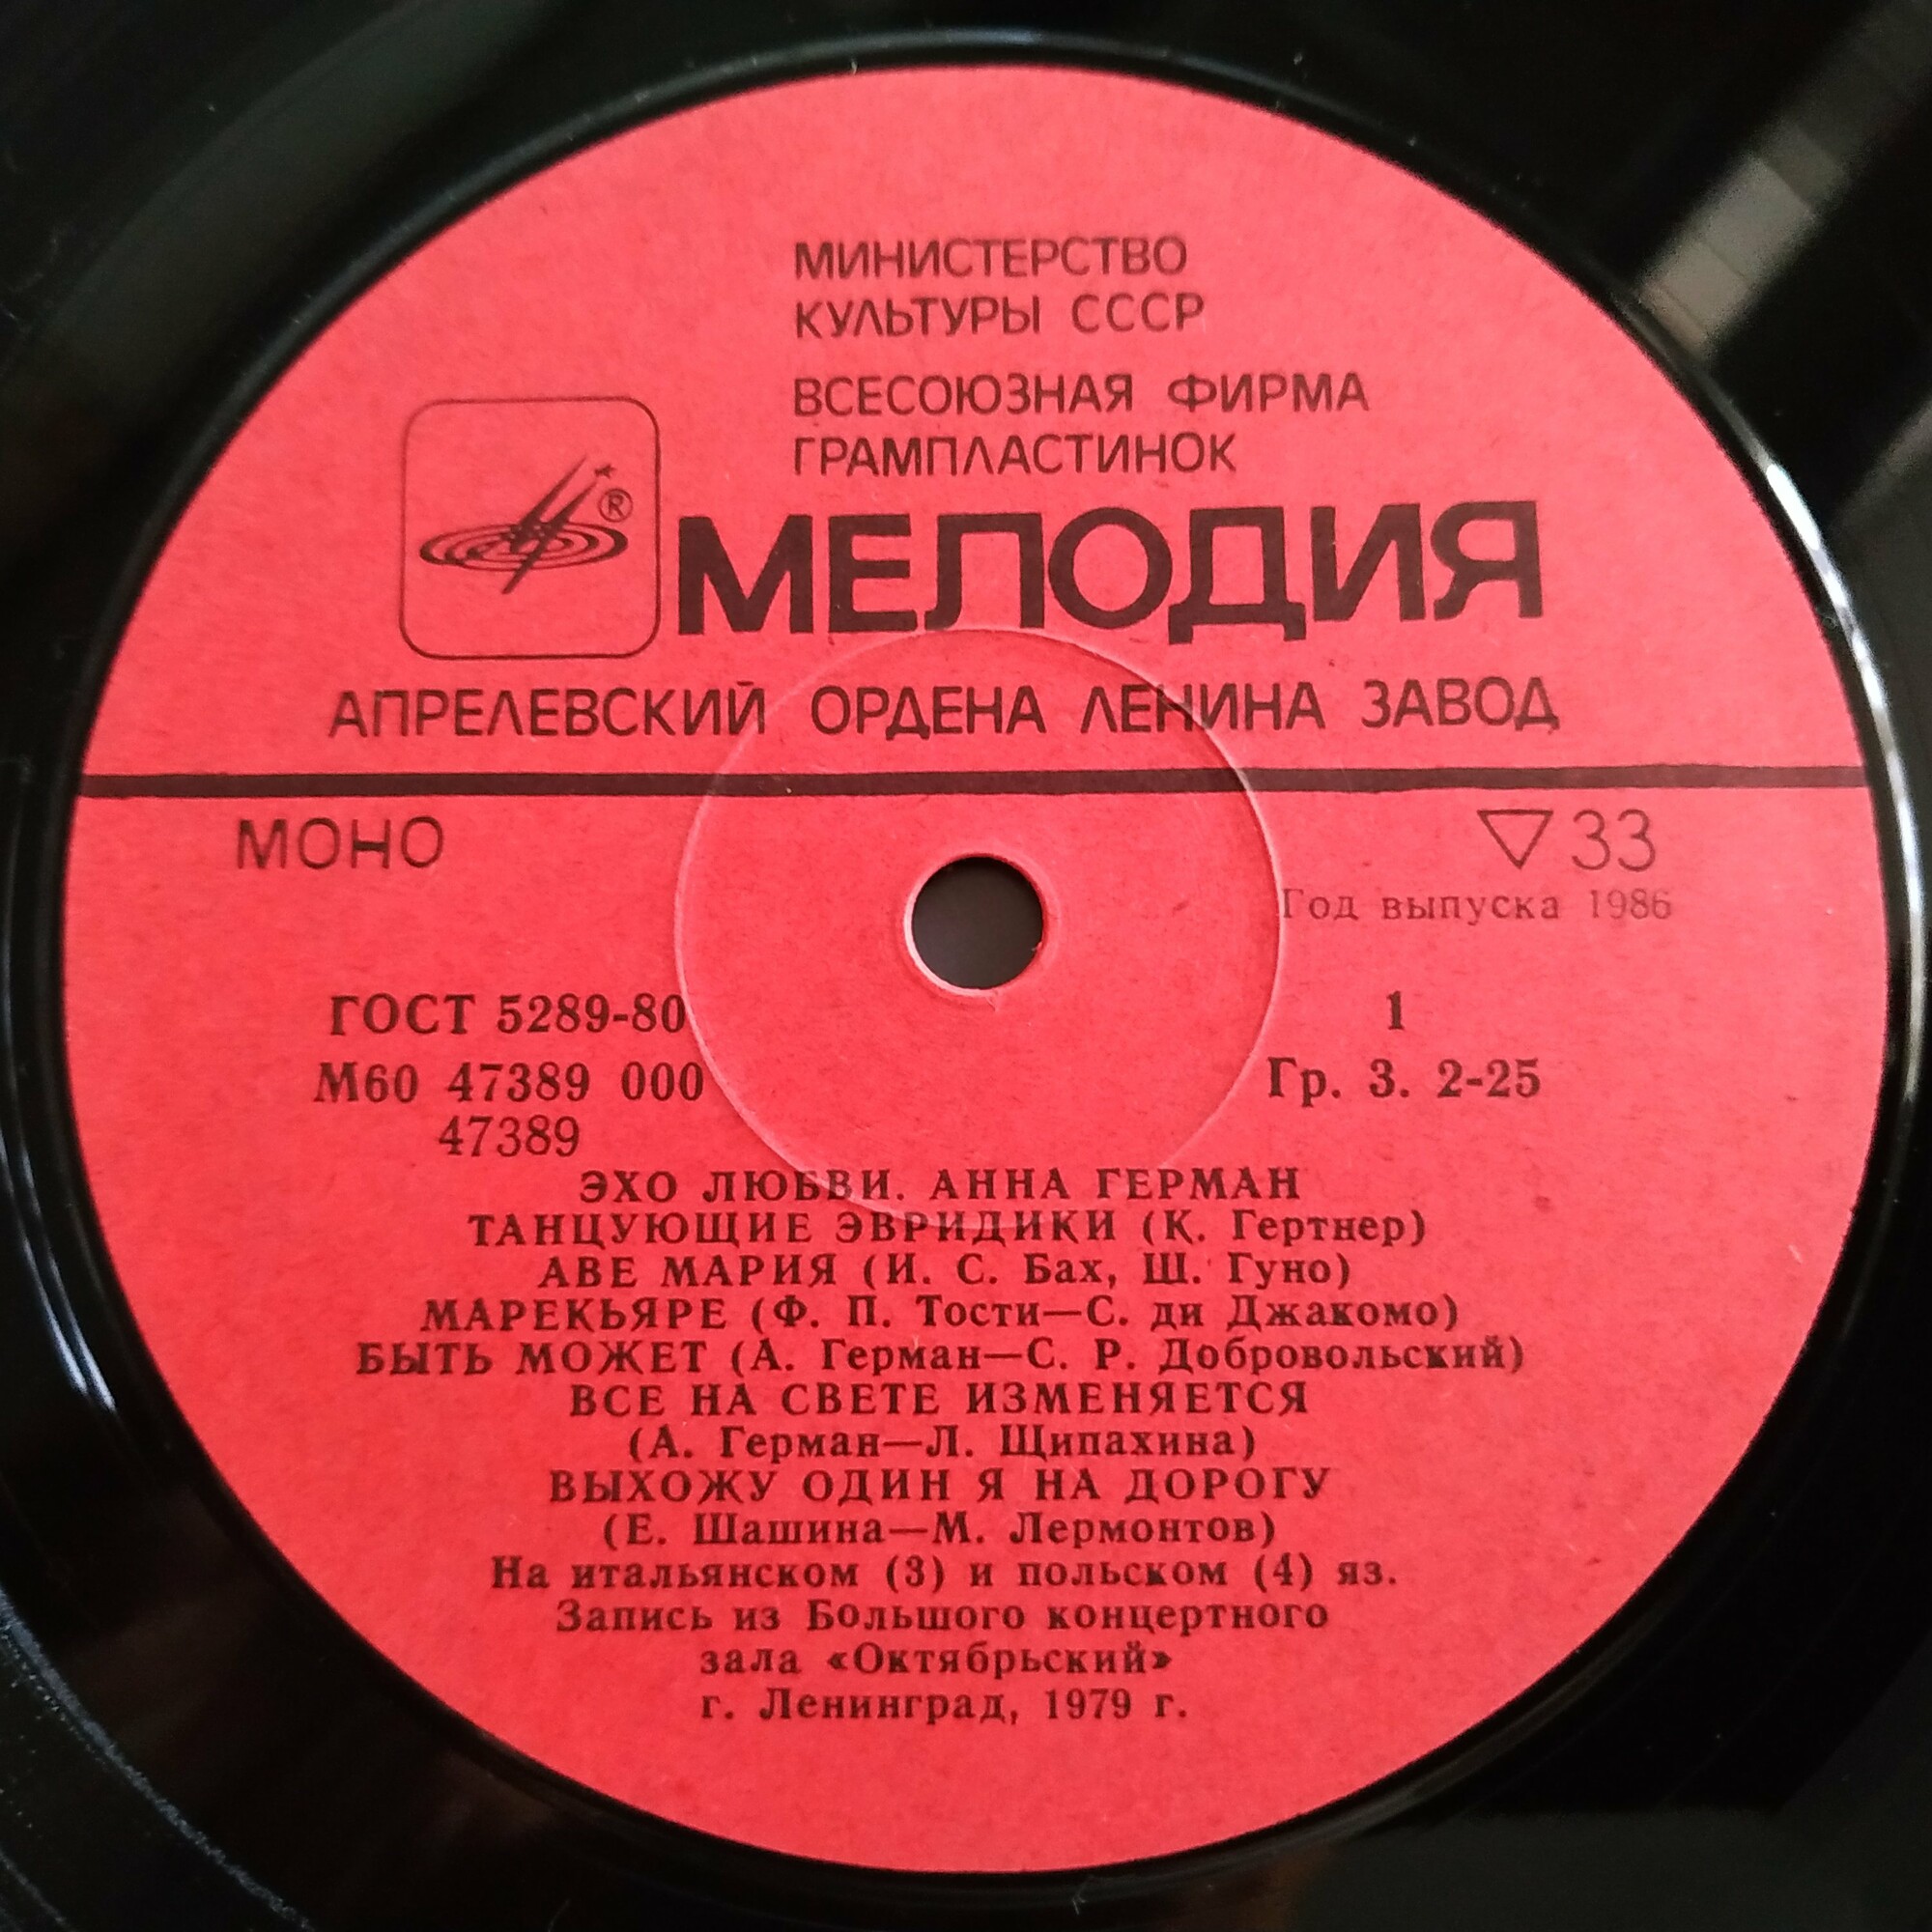 МИНИСТЕРСТВО
КУЛЬТУРЫ СССР
ВСЕСОЮЗНАЯ ФИРМА
ГРАМПЛАСТИНОК
®
МЕЛОДИЯ
АПРЕЛЕВСКИЙ ОРДЕНА ЛЕНИНА ЗАВОД
МОНО
▽ 33
Год выпуска 1986
ГОСТ 5289-80
1
М60 47389 000
Гр. 3. 2-25
47389
ЭХО ЛЮБВИ. АННА ГЕРМАН
ТАНЦУЮЩИЕ ЭВРИДИКИ (К. Гертнер)
АВЕ МАРИЯ (И. С. Бах, Ш. Гуно)
МАРЕКЬЯРЕ (Ф. П. Тости—С. ди Джакомо)
БЫТЬ МОЖЕТ (А. Герман—С. Р. Добровольский)
ВСЕ НА СВЕТЕ ИЗМЕНЯЕТСЯ
(А. Герман—Л. Щипахина)
ВЫХОЖУ ОДИН Я НА ДОРОГУ
(Е. Шашина—М. Лермонтов)
На итальянском (3) и польском (4) яз.
Запись из Большого концертного
зала «Октябрьский»
г. Ленинград, 1979 г.